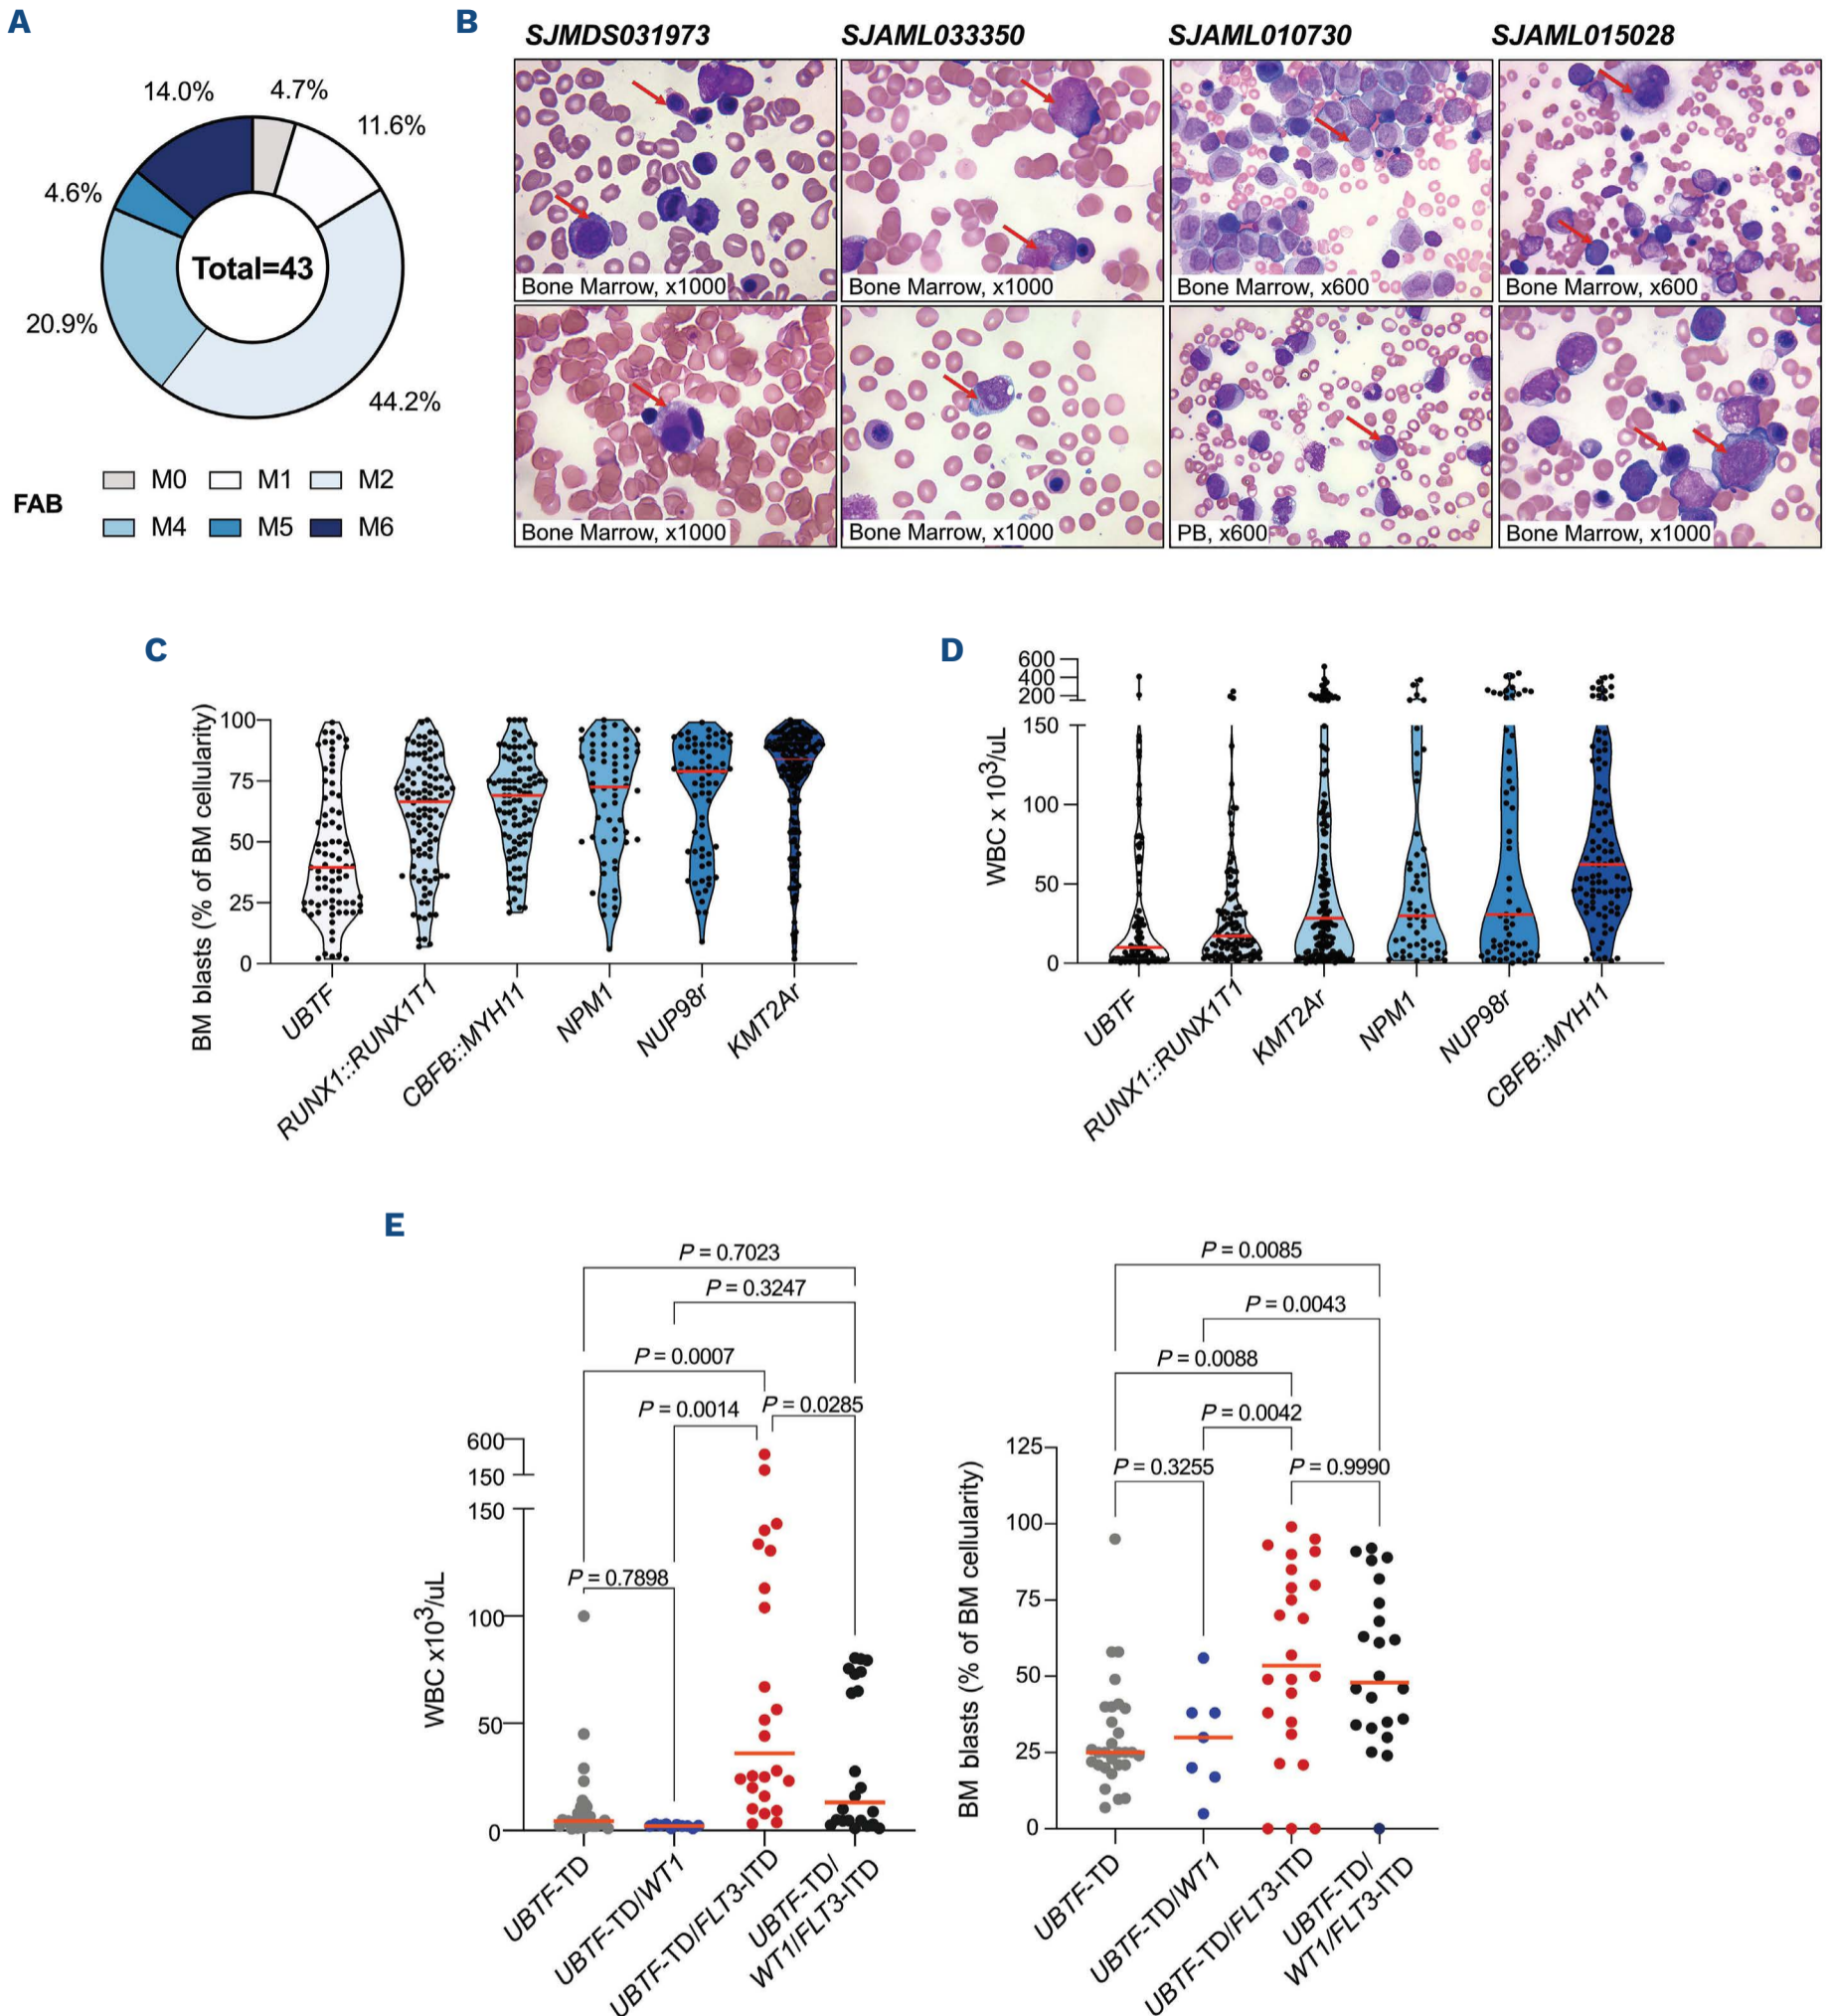 A
14.0%
4.7%
11.6%
4.6%
Total=43
20.9%
44.2%
M0 M1 M2
FAB
M4 M5 M6
B
SJMDS031973 SJAML033350 SJAML010730 SJAML015028
Bone Marrow, x1000 Bone Marrow, x1000 Bone Marrow, x600 Bone Marrow, x600
Bone Marrow, x1000 Bone Marrow, x1000 PB, x600 Bone Marrow, x1000
C
BM blasts (% of BM cellularity)
100
75
50
25
0
UBTF
RUNX1::RUNX1T1
CBFB::MYH11
NPM1
NUP98r
KMT2Ar
D
WBC x 10³/uL
600
400
200
150
100
50
0
UBTF
RUNX1::RUNX1T1
KMT2Ar
NPM1
NUP98r
CBFB::MYH11
E
P = 0.7023
P = 0.3247
P = 0.0007
P = 0.0014
P = 0.0285
P = 0.7898
WBC x10³/uL
600
150
150
100
50
0
UBTF-TD
UBTF-TD/WT1
UBTF-TD/FLT3-ITD
UBTF-TD/
WT1/FLT3-ITD
P = 0.0085
P = 0.0043
P = 0.0088
P = 0.0042
P = 0.3255
P = 0.9990
BM blasts (% of BM cellularity)
125
100
75
50
25
0
UBTF-TD
UBTF-TD/WT1
UBTF-TD/FLT3-ITD
UBTF-TD/
WT1/FLT3-ITD